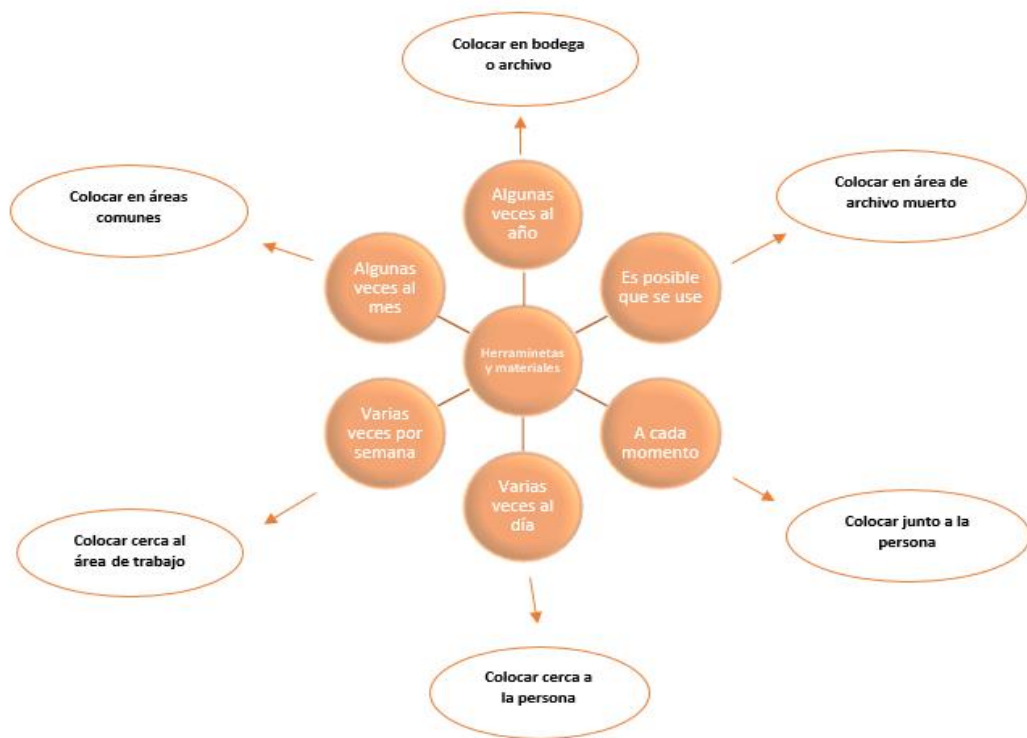 Colocar en bodega
o archivo
Colocar en áreas
comunes
Algunas
veces al
año
Colocar en área de
archivo muerto
Algunas
veces al
mes
Es posible
que se use
Herraminetas
y materiales
Varias
veces por
semana
A cada
momento
Varias
veces al
día
Colocar cerca al
área de trabajo
Colocar junto a la
persona
Colocar cerca a
la persona